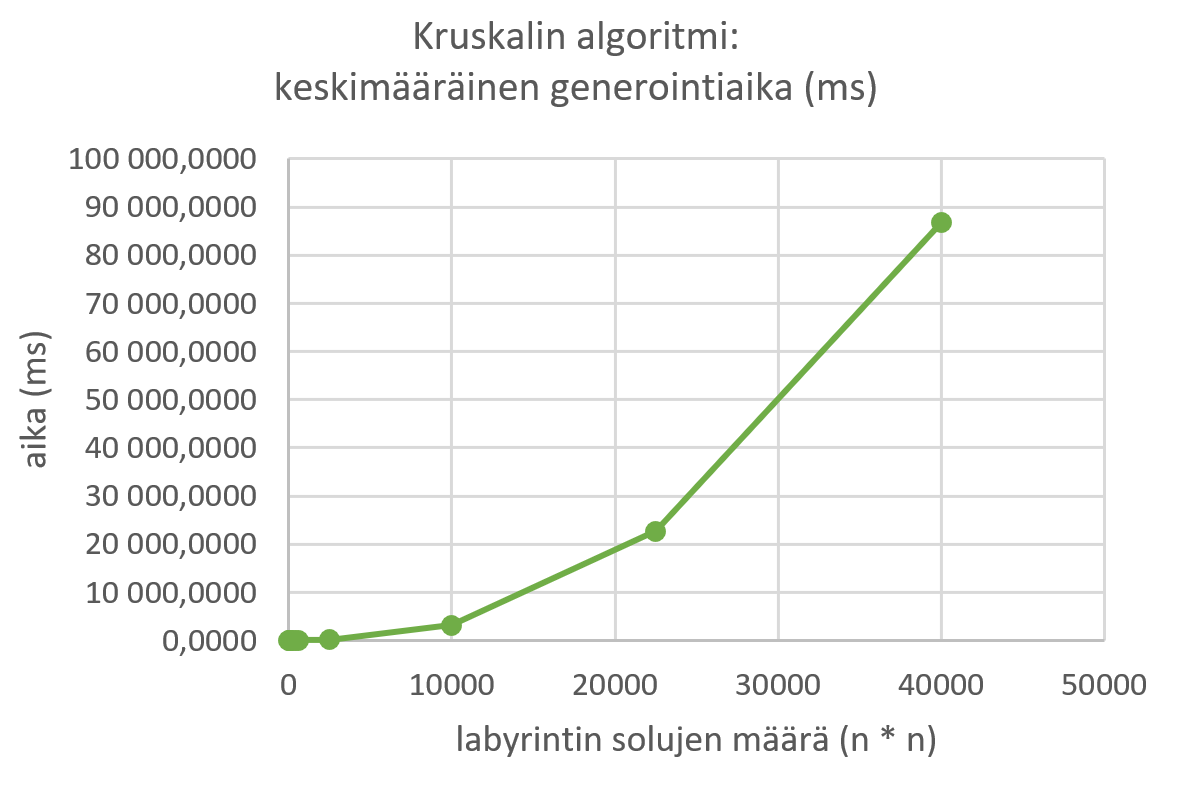 Kruskalin algoritmi:
keskimääräinen generointiaika (ms)
100 000,0000
90 000,0000
80 000,0000
70 000,0000
60 000,0000
50 000,0000
40 000,0000
30 000,0000
20 000,0000
10 000,0000
0,0000
aika (ms)
0 10000 20000 30000 40000 50000
labyrintin solujen määrä (n * n)